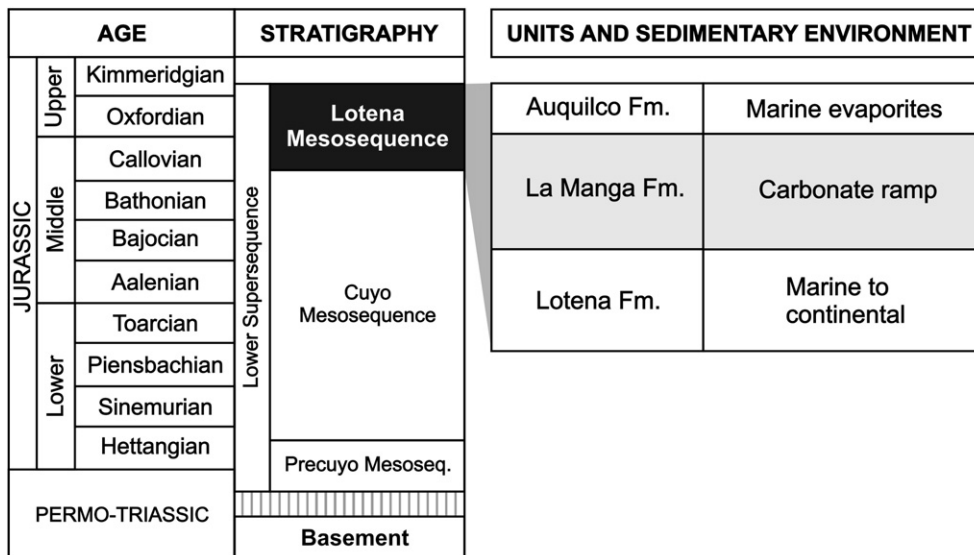 AGE
STRATIGRAPHY
UNITS AND SEDIMENTARY ENVIRONMENT
JURASSIC
Upper
Kimmeridgian
Oxfordian
Middle
Callovian
Bathonian
Bajocian
Aalenian
Lower
Toarcian
Piensbachian
Sinemurian
Hettangian
PERMO-TRIASSIC
Lower Supersequence
Lotena
Mesosequence
Cuyo
Mesosequence
Precuyo Mesoseq.
Basement
Auquilco Fm.
Marine evaporites
La Manga Fm.
Carbonate ramp
Lotena Fm.
Marine to
continental